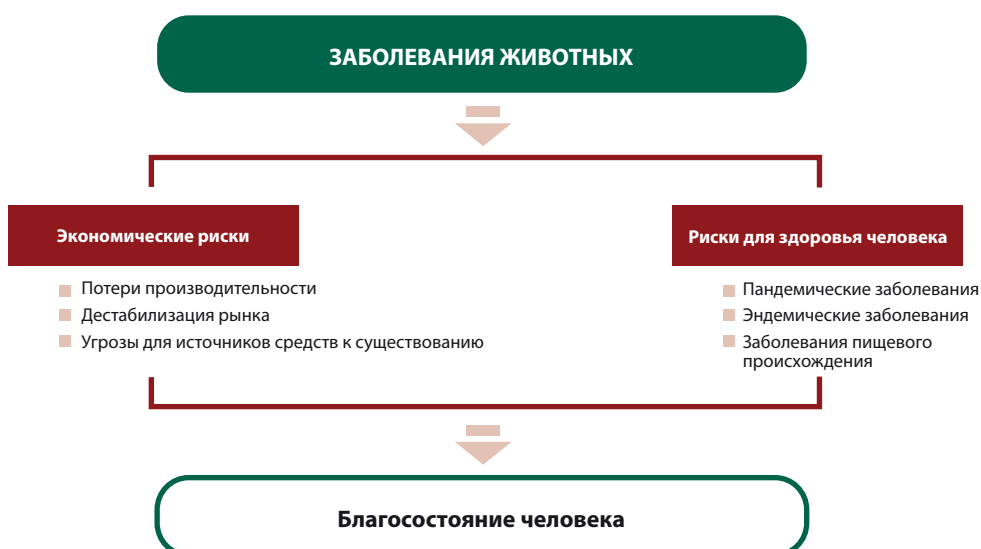 ЗАБОЛЕВАНИЯ ЖИВОТНЫХ
Экономические риски
Потери производительности
Дестабилизация рынка
Угрозы для источников средств к существованию
Риски для здоровья человека
Пандемические заболевания
Эндемические заболевания
Заболевания пищевого
происхождения
Благосостояние человека